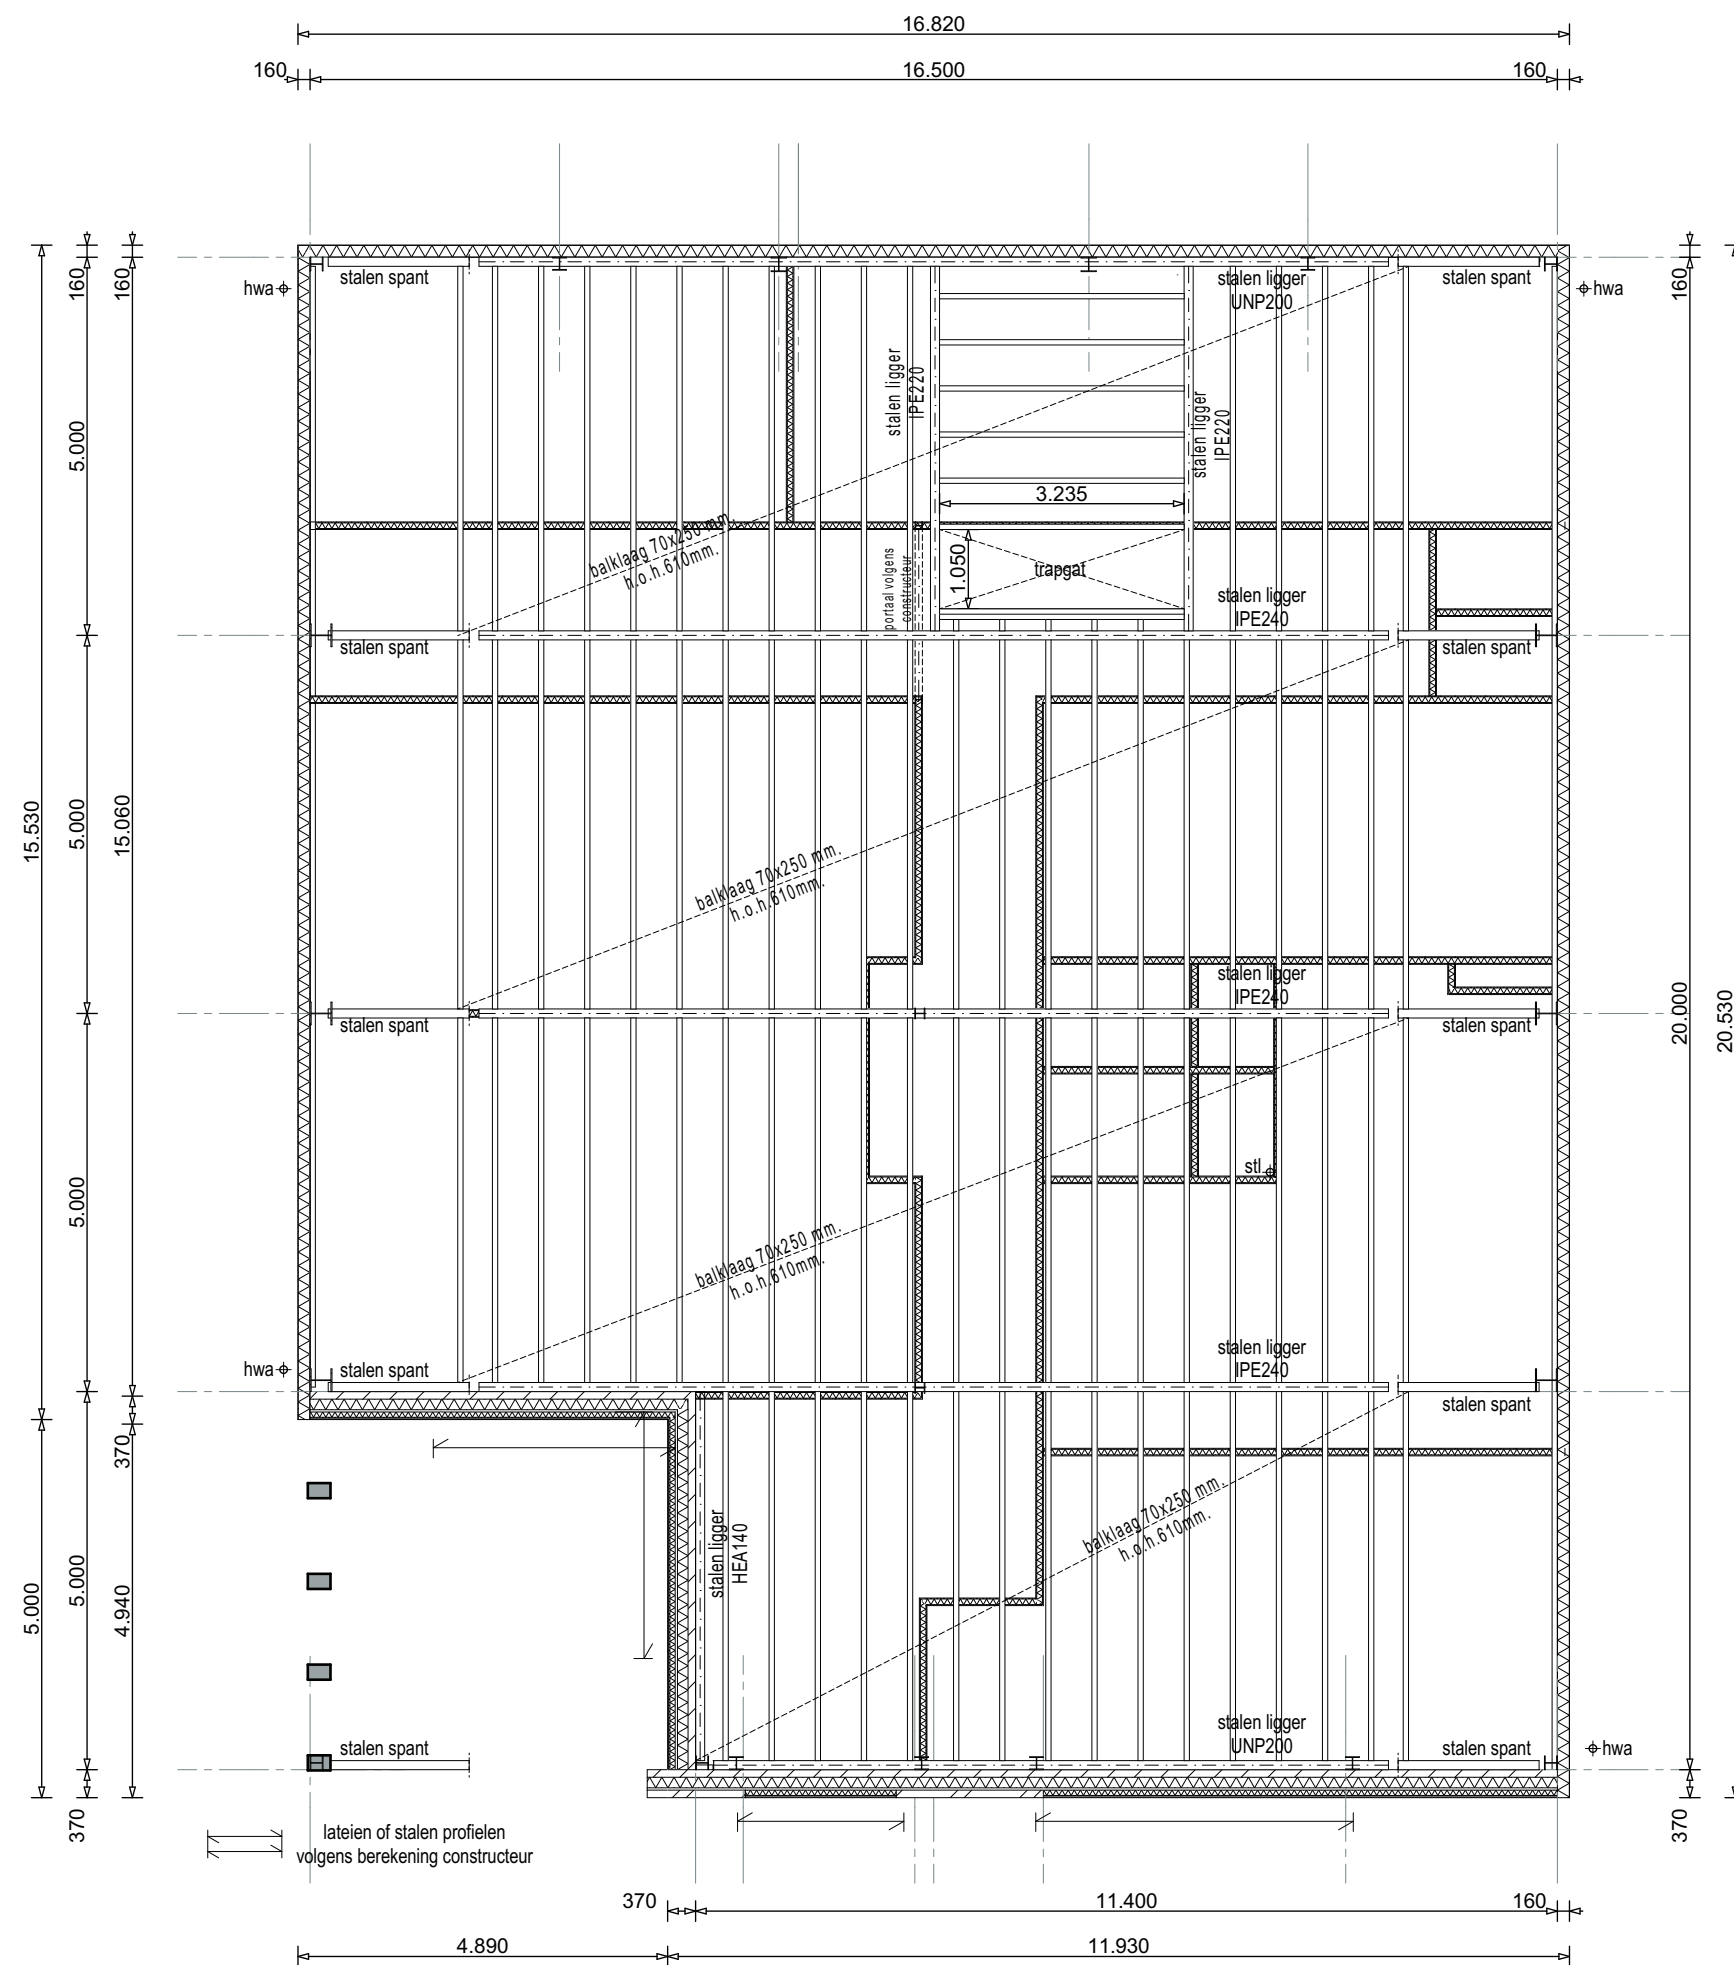 16.820
160
16.500
160
stalen spant
stalen ligger
UNP200
stalen spant
hwa
hwa
160
160
160
stalen ligger
IPE220
stalen ligger
IPE220
5.000
3.235
balklaag 70x250 mm.
h.o.h.610mm.
portaal volgens
constructeur
1.050
trapgat
stalen ligger
IPE240
stalen spant
stalen spant
15.530
5.000
15.060
balklaag 70x250 mm.
h.o.h.610mm.
stalen ligger
IPE240
stalen spant
stalen spant
20.000
20.530
5.000
stl.
balklaag 70x250 mm.
h.o.h.610mm.
hwa
stalen spant
stalen ligger
IPE240
stalen spant
370
stalen ligger
HEA140
balklaag 70x250 mm.
h.o.h.610mm.
5.000
5.000
4.940
stalen spant
stalen ligger
UNP200
stalen spant
hwa
370
370
lateien of stalen profielen
volgens berekening constructeur
370
11.400
160
4.890
11.930